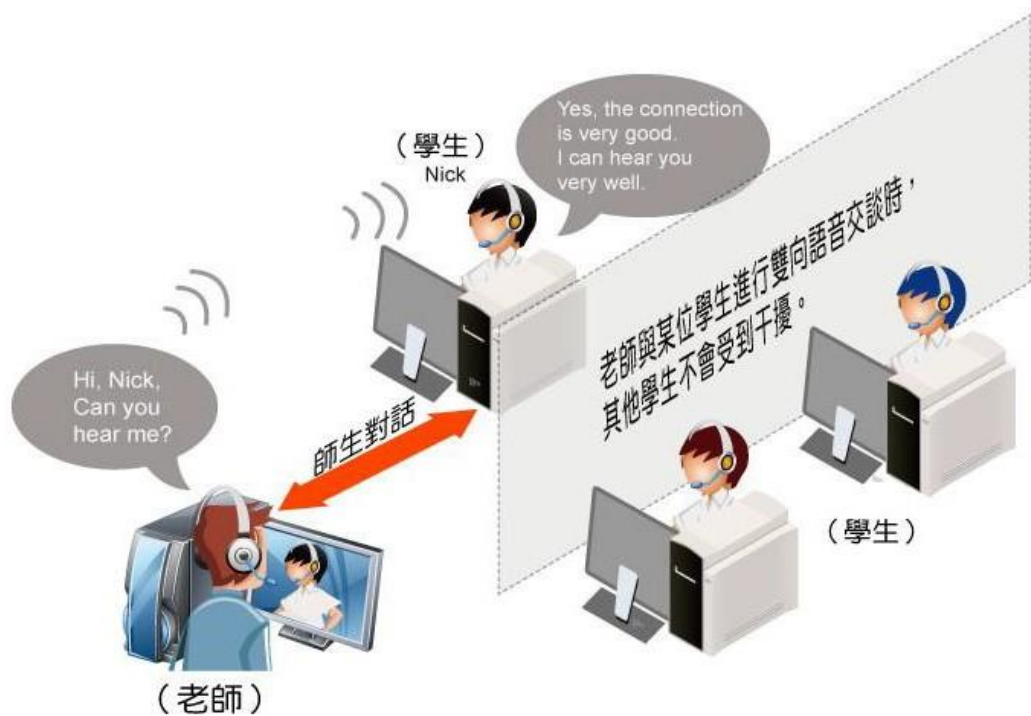 （學生）
Nick
Yes, the connection
is very good.
I can hear you
very well.
老師與某位學生進行雙向語音交談時，
其他學生不會受到干擾。
Hi, Nick,
Can you
hear me?
師生對話
（學生）
（老師）